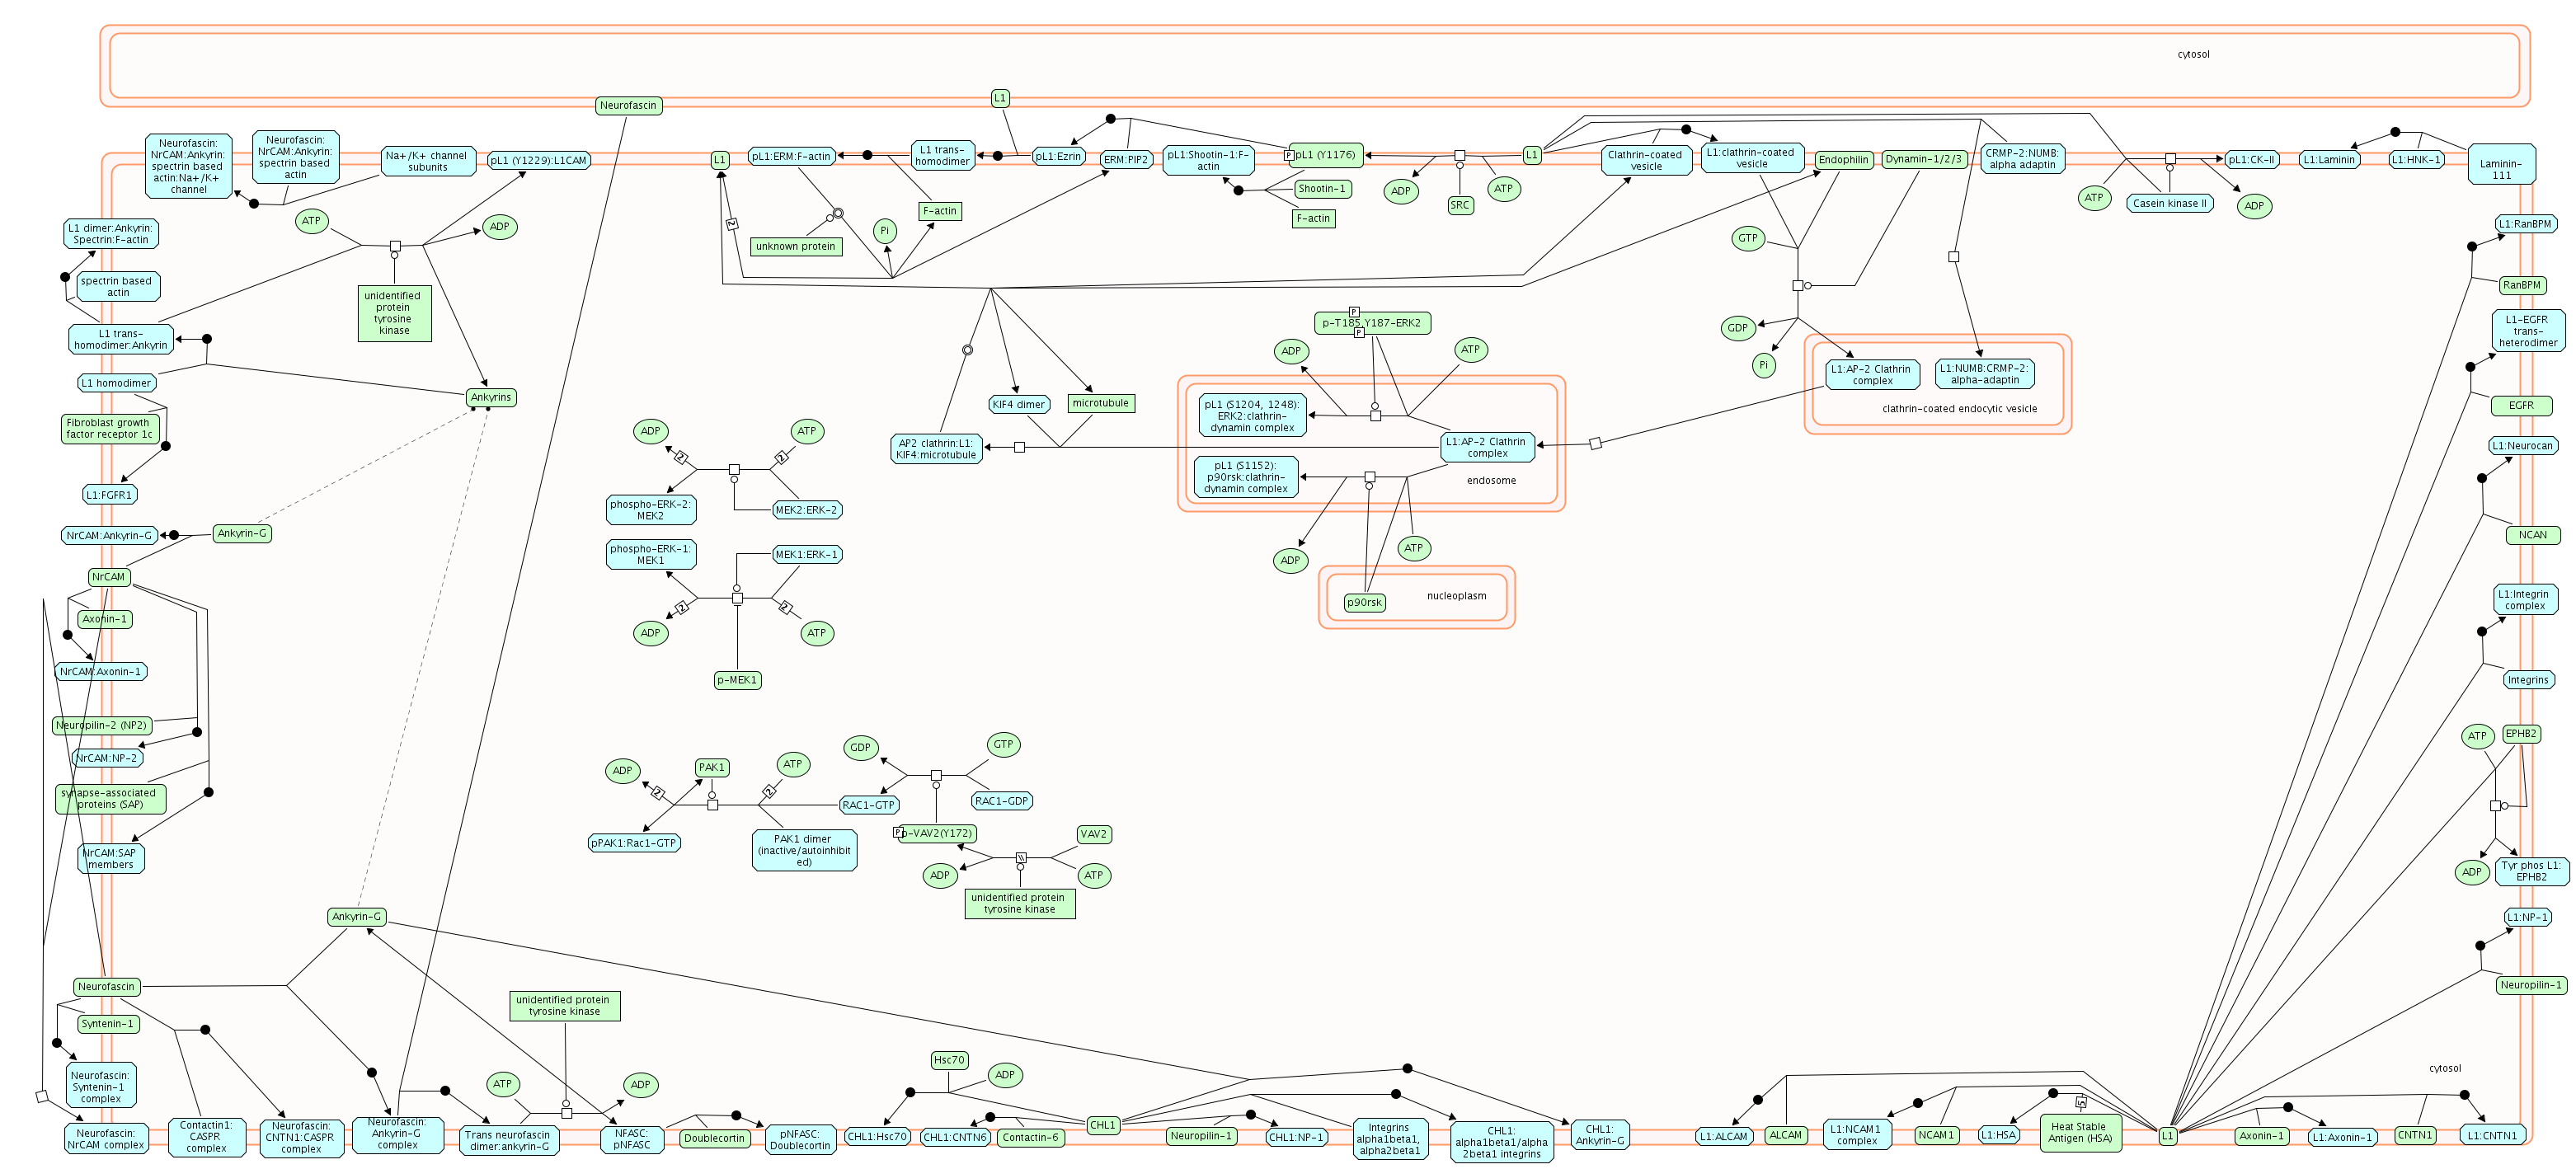 cytosol
Neurofascin
L1
Neurofascin:
NrCAM:Ankyrin:
spectrin based
actin:Na+/K+
channel
Neurofascin:
NrCAM:Ankyrin:
spectrin based
actin
Na+/K+ channel
subunits
pL1 (Y1229):L1CAM
L1
pL1:ERM:F-actin
L1 trans-
homodimer
pL1:Ezrin
ERM:PIP2
pL1:Shootin-1:F-
actin
P
pL1 (Y1176)
L1
Clathrin-coated
vesicle
L1:clathrin-coated
vesicle
Endophilin
Dynamin-1/2/3
CRMP-2:NUMB:
alpha adaptin
pL1:CK-II
L1:Laminin
L1:HNK-1
Laminin-
111
Shootin-1
F-actin
ADP
SRC
ATP
ATP
Casein kinase II
ADP
L1 dimer:Ankyrin:
Spectrin:F-actin
ATP
ADP
2
unknown protein
Pi
F-actin
GTP
L1:RanBPM
spectrin based
actin
unidentified
protein
tyrosine
kinase
RanBPM
L1 trans-
homodimer:Ankyrin
P
p-T185,Y187-ERK2
P
GDP
Pi
L1-EGFR
trans-
heterodimer
L1 homodimer
Ankyrins
ADP
ATP
L1:AP-2 Clathrin
complex
L1:NUMB:CRMP-2:
alpha-adaptin
clathrin-coated endocytic vesicle
EGFR
Fibroblast growth
factor receptor 1c
KIF4 dimer
microtubule
pL1 (S1204, 1248):
ERK2:clathrin-
dynamin complex
ADP
ATP
2
2
AP2 clathrin:L1:
KIF4:microtubule
L1:AP-2 Clathrin
complex
L1:Neurocan
pL1 (S1152):
p90rsk:clathrin-
dynamin complex
endosome
L1:FGFR1
phospho-ERK-2:
MEK2
MEK2:ERK-2
NrCAM:Ankyrin-G
Ankyrin-G
NCAN
phospho-ERK-1:
MEK1
MEK1:ERK-1
ADP
ATP
NrCAM
2
2
nucleoplasm
p90rsk
L1:Integrin
complex
Axonin-1
ADP
ATP
NrCAM:Axonin-1
p-MEK1
Integrins
Neuropilin-2 (NP2)
NrCAM:NP-2
GDP
GTP
ATP
EPHB2
ADP
PAK1
ATP
2
2
synapse-associated
proteins (SAP)
RAC1-GTP
RAC1-GDP
pPAK1:Rac1-GTP
PAK1 dimer
(inactive/autoinhibit
ed)
P
p-VAV2(Y172)
VAV2
NrCAM:SAP
members
\\
ADP
ATP
ADP
Tyr phos L1:
EPHB2
unidentified protein
tyrosine kinase
Ankyrin-G
L1:NP-1
Neurofascin
Neuropilin-1
unidentified protein
tyrosine kinase
Syntenin-1
Neurofascin:
Syntenin-1
complex
Hsc70
ADP
cytosol
ATP
ADP
5
Neurofascin:
NrCAM complex
Contactin1:
CASPR
complex
Neurofascin:
CNTN1:CASPR
complex
Neurofascin:
Ankyrin-G
complex
Trans neurofascin
dimer:ankyrin-G
NFASC:
pNFASC
Doublecortin
pNFASC:
Doublecortin
CHL1:Hsc70
CHL1:CNTN6
Contactin-6
CHL1
Neuropilin-1
CHL1:NP-1
Integrins
alpha1beta1,
alpha2beta1
CHL1:
alpha1beta1/alpha
2beta1 integrins
CHL1:
Ankyrin-G
L1:ALCAM
ALCAM
L1:NCAM1
complex
NCAM1
L1:HSA
Heat Stable
Antigen (HSA)
L1
Axonin-1
L1:Axonin-1
CNTN1
L1:CNTN1